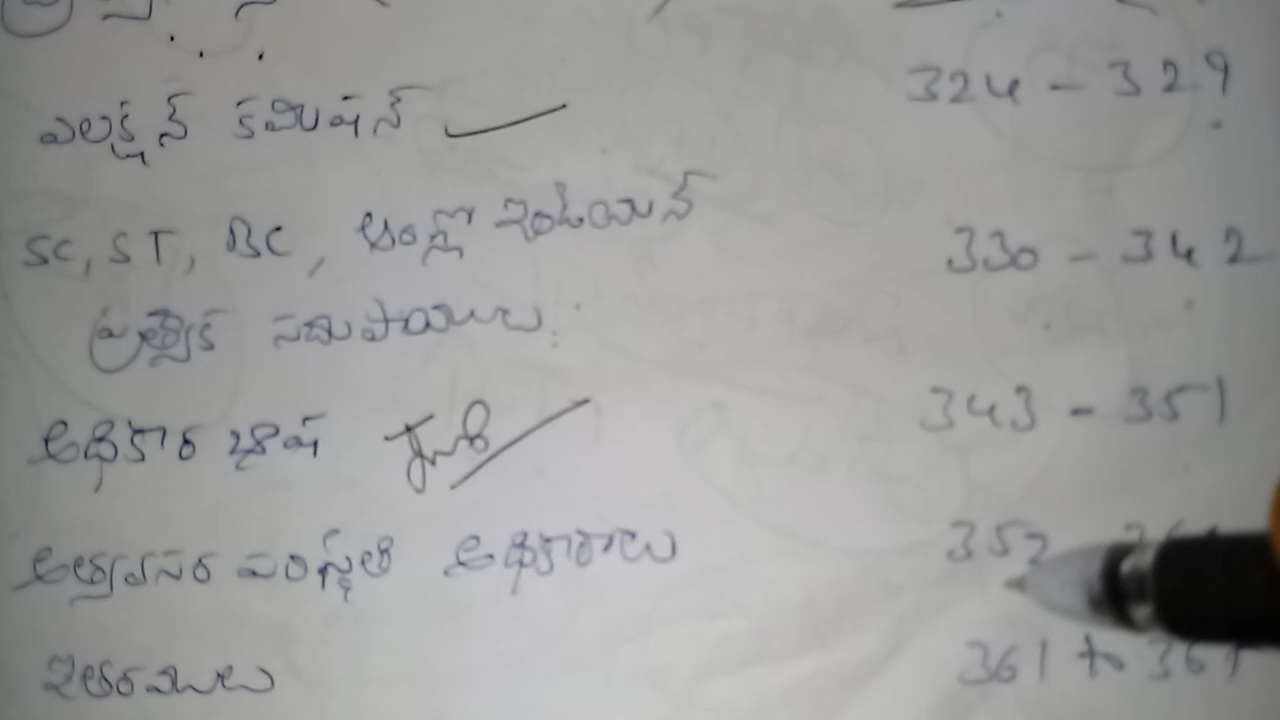 ఎలక్షన్ కమిషన్ 324 - 329
SC, ST, BC, ఆంగ్లో ఇండియన్ 330 - 342
ప్రత్యేక సదుపాయాలు
అధికార భాష 343 - 351
అత్యవసర పరిస్థితి అధికారాలు 352
ఇతరములు 361 to